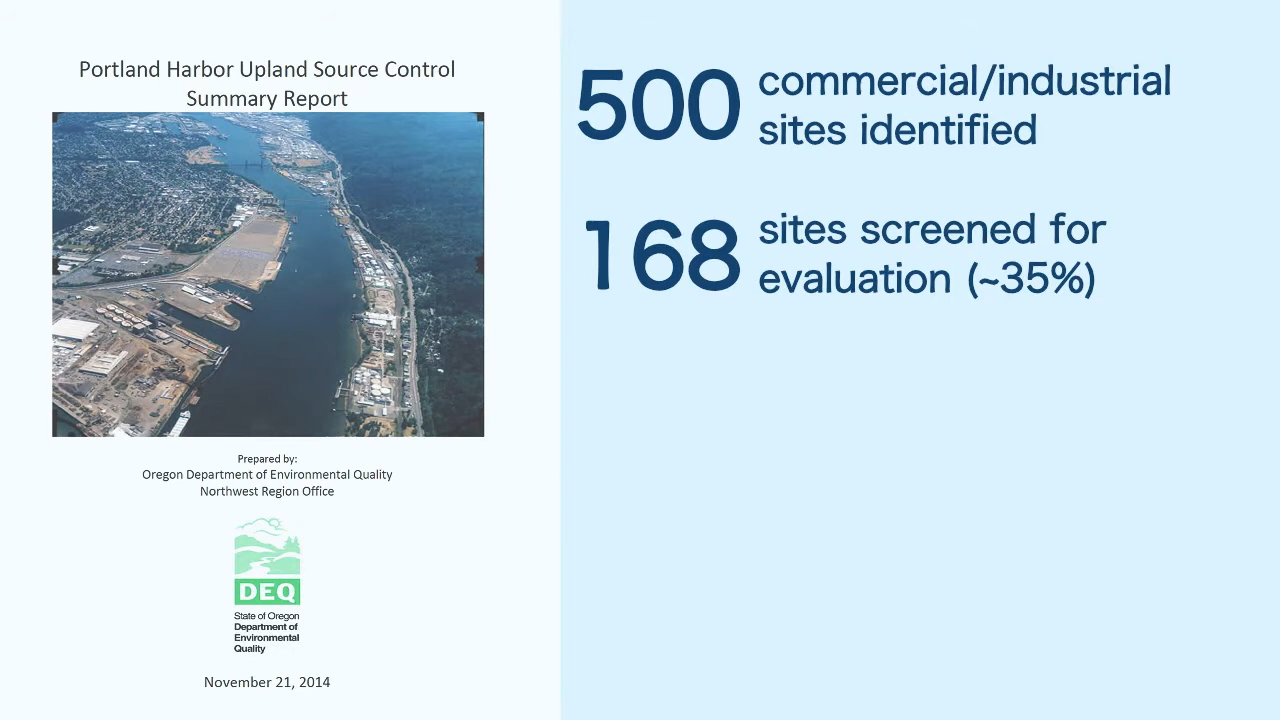 Portland Harbor Upland Source Control
Summary Report
Prepared by:
Oregon Department of Environmental Quality
Northwest Region Office
DEQ
State of Oregon
Department of
Environmental
Quality
November 21, 2014
500 commercial/industrial
sites identified
168 sites screened for
evaluation (~35%)